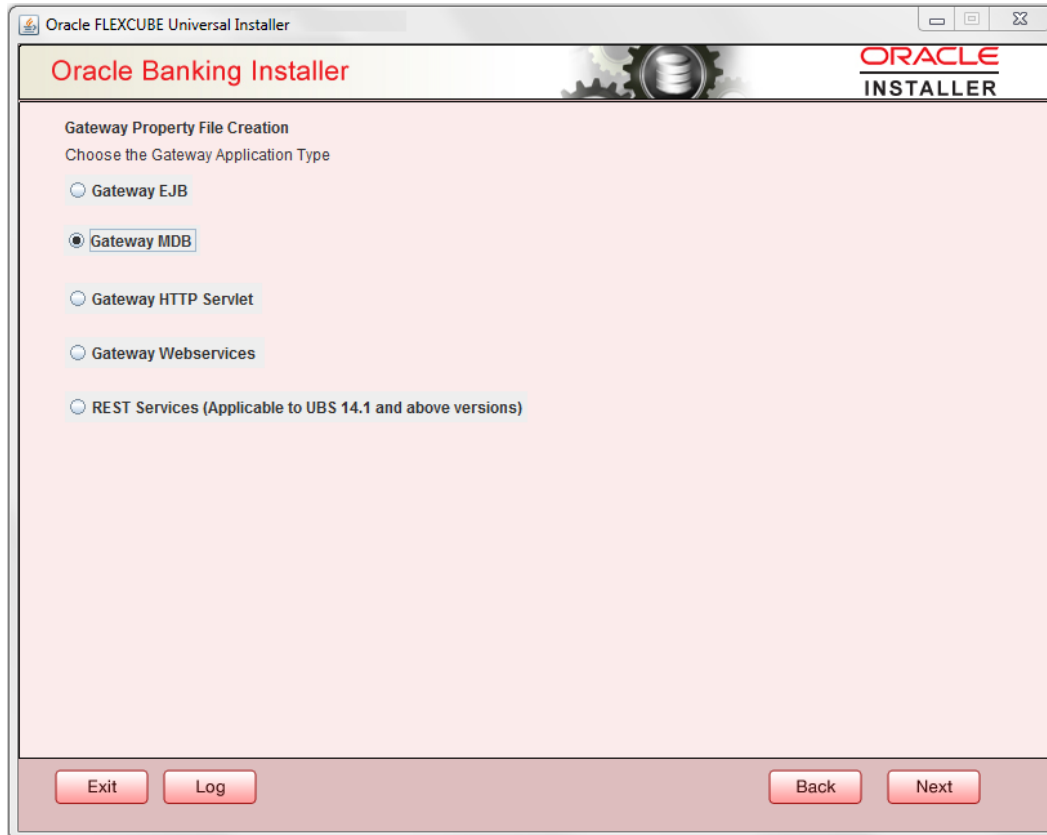 Oracle FLEXCUBE Universal Installer
Oracle Banking Installer
ORACLE
INSTALLER
Gateway Property File Creation
Choose the Gateway Application Type
Gateway EJB
Gateway MDB
Gateway HTTP Servlet
Gateway Webservices
REST Services (Applicable to UBS 14.1 and above versions)
Exit Log Back Next